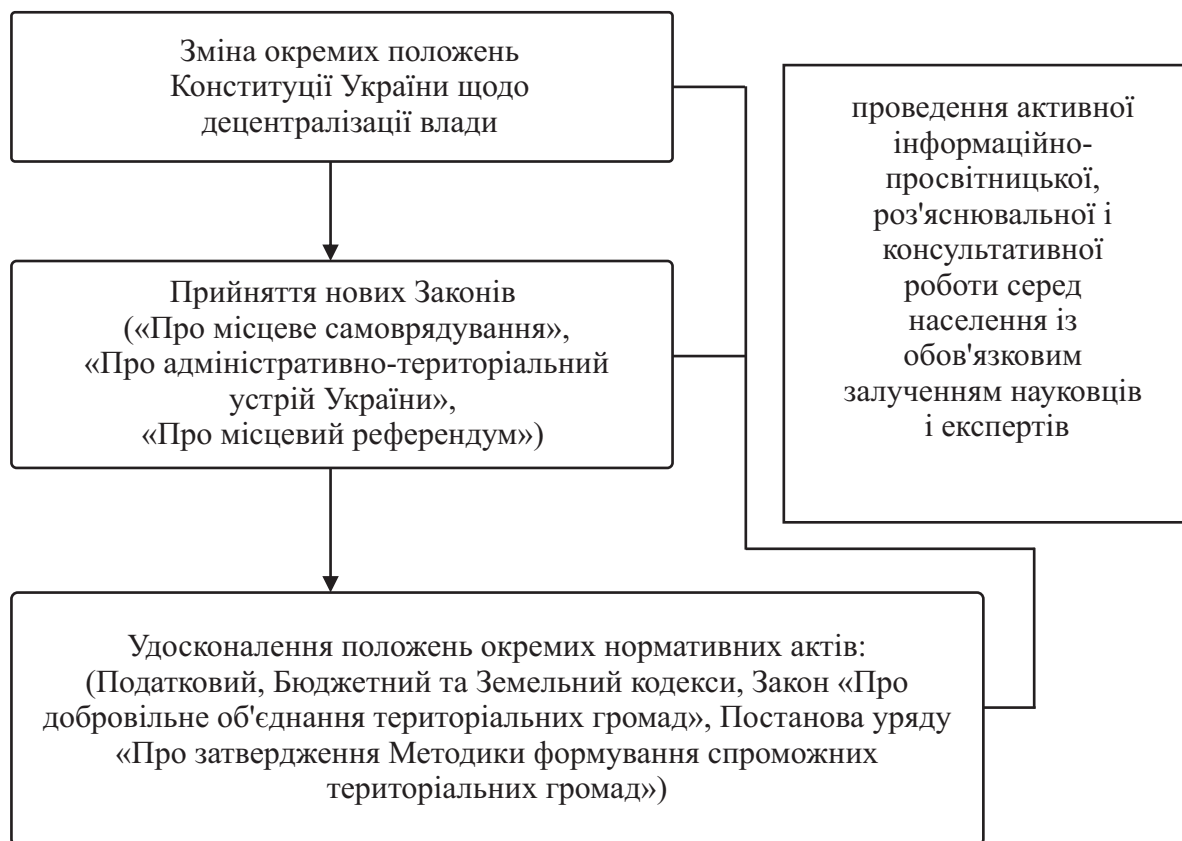 Зміна окремих положень
Конституції України щодо
децентралізації влади
проведення активної
інформаційно-
просвітницької,
роз'яснювальної і
консультативної
роботи серед
населення із
обов'язковим
залученням науковців
і експертів
Прийняття нових Законів
(«Про місцеве самоврядування»,
«Про адміністративно-територіальний
устрій України»,
«Про місцевий референдум»)
Удосконалення положень окремих нормативних актів:
(Податковий, Бюджетний та Земельний кодекси, Закон «Про
добровільне об'єднання територіальних громад», Постанова уряду
«Про затвердження Методики формування спроможних
територіальних громад»)